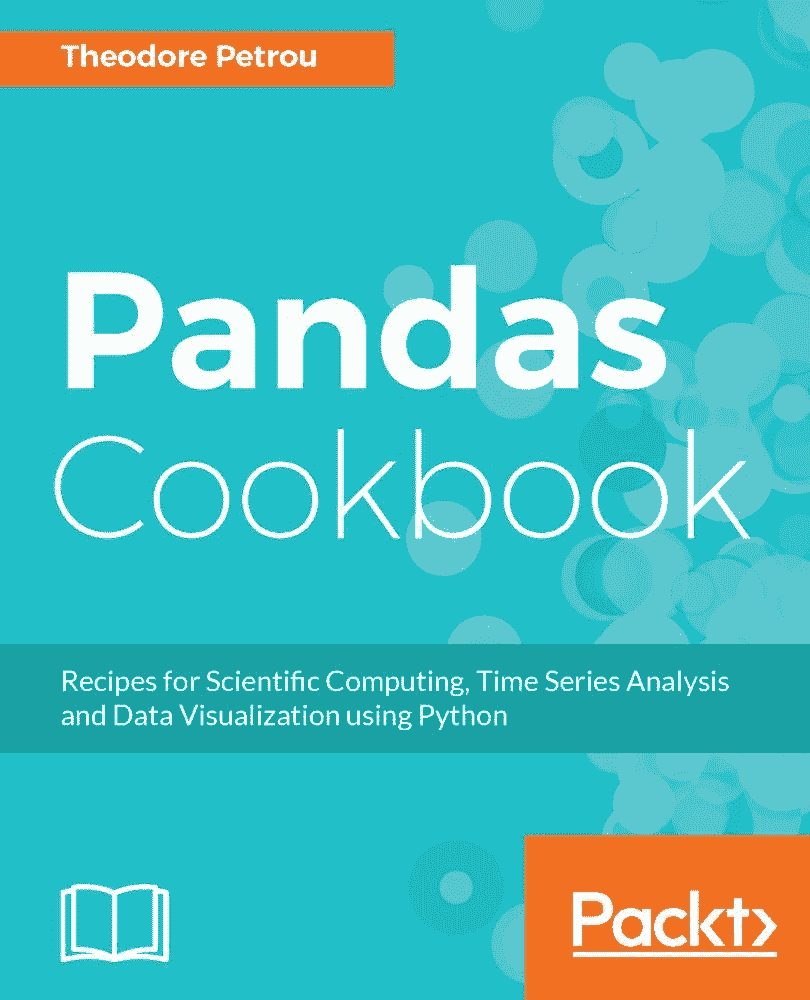 Theodore Petrou
Pandas
Cookbook
Recipes for Scientific Computing, Time Series Analysis
and Data Visualization using Python
Packt>